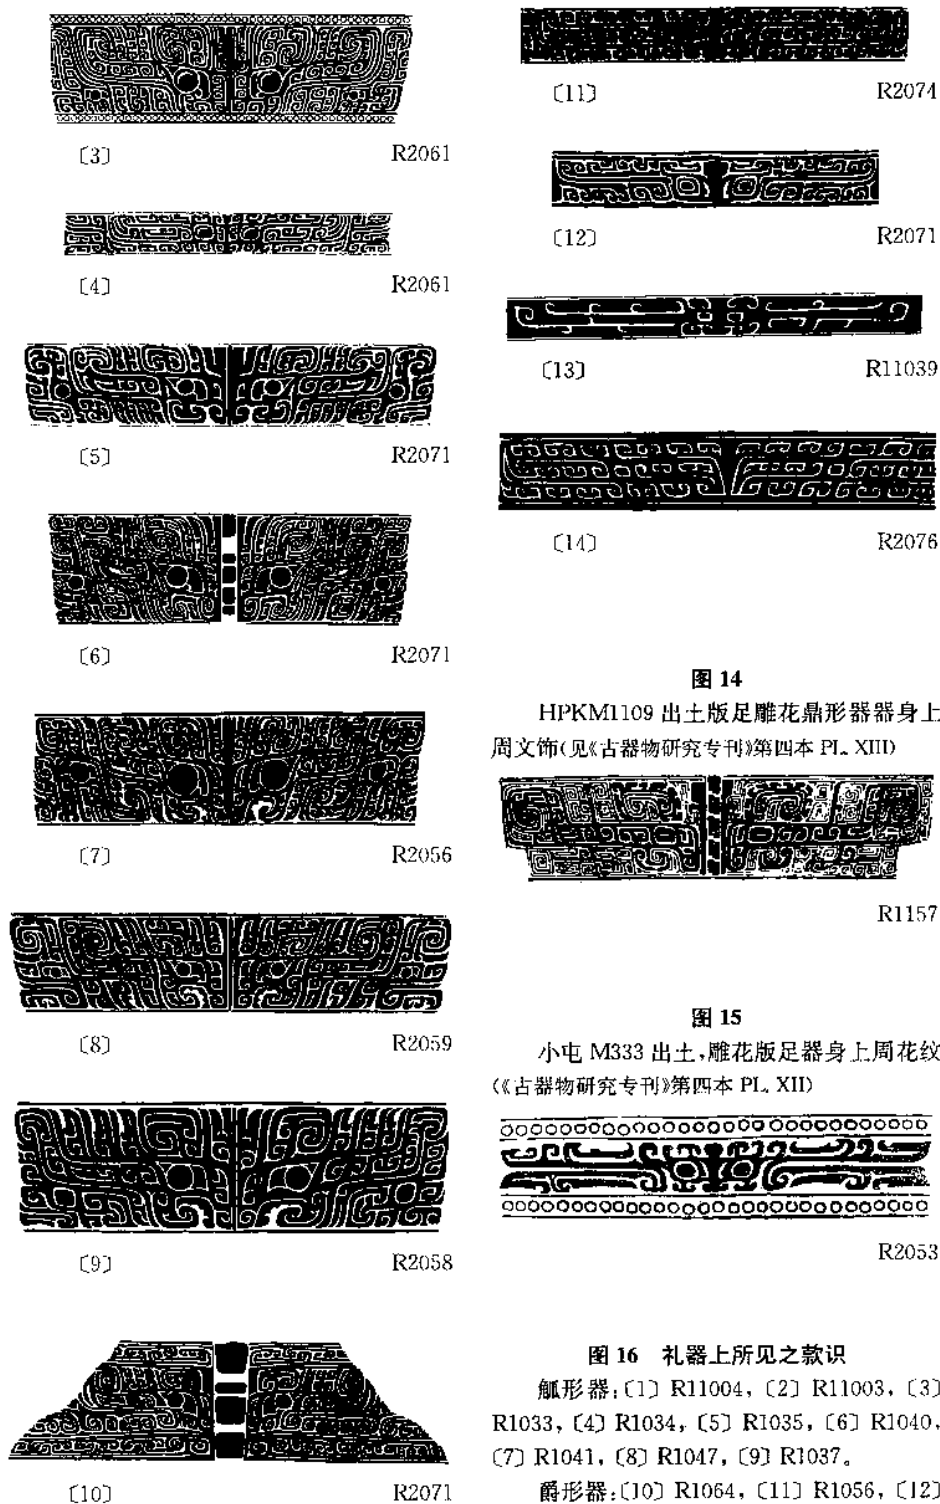 〔3〕 R2061
〔4〕 R2061
〔5〕 R2071
〔6〕 R2071
〔7〕 R2056
〔8〕 R2059
〔9〕 R2058
〔10〕 R2071
〔11〕 R2074
〔12〕 R2071
〔13〕 R11039
〔14〕 R2076
图 14
HPKM1109 出土版足雕花鼎形器器身上
周文饰(见《古器物研究专刊》第四本 PL. XIII)
R1157
图 15
小屯 M333 出土,雕花版足器身上周花纹
(《古器物研究专刊》第四本 PL. XII)
R2053
图 16 礼器上所见之款识
觚形器:〔1〕 R11004,〔2〕 R11003,〔3〕
R1033,〔4〕 R1034,〔5〕 R1035,〔6〕 R1040,
〔7〕 R1041,〔8〕 R1047,〔9〕 R1037。
爵形器:〔10〕 R1064,〔11〕 R1056,〔12〕